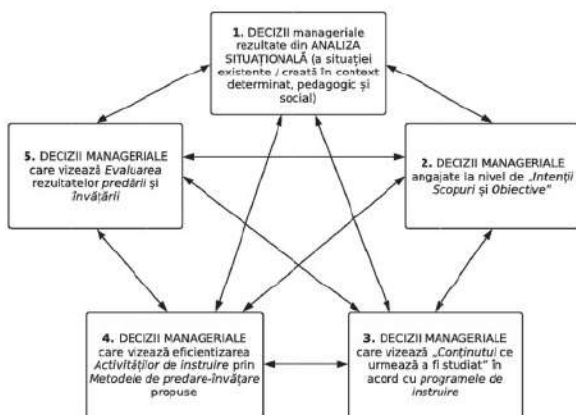 1. DECIZII manageriale
rezultate din ANALIZA
SITUAȚIONALĂ (a situației
existente / creată în context
determinat, pedagogic și
social)
5. DECIZII MANAGERIALE
care vizează Evaluarea
rezultatelor predării și
învățării
2. DECIZII MANAGERIALE
angajate la nivel de „Intenții
Scopuri și Obiective”
4. DECIZII MANAGERIALE
care vizează eficientizarea
Activităților de instruire prin
Metodele de predare-învățare
propuse
3. DECIZII MANAGERIALE
care vizează „Conținutul ce
urmează a fi studiat” în
acord cu programele de
instruire